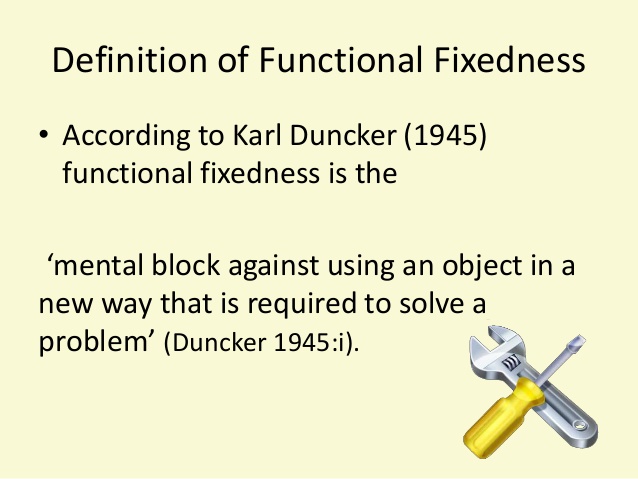 Definition of Functional Fixedness
• According to Karl Duncker (1945)
functional fixedness is the
‘mental block against using an object in a
new way that is required to solve a
problem’ (Duncker 1945:i).